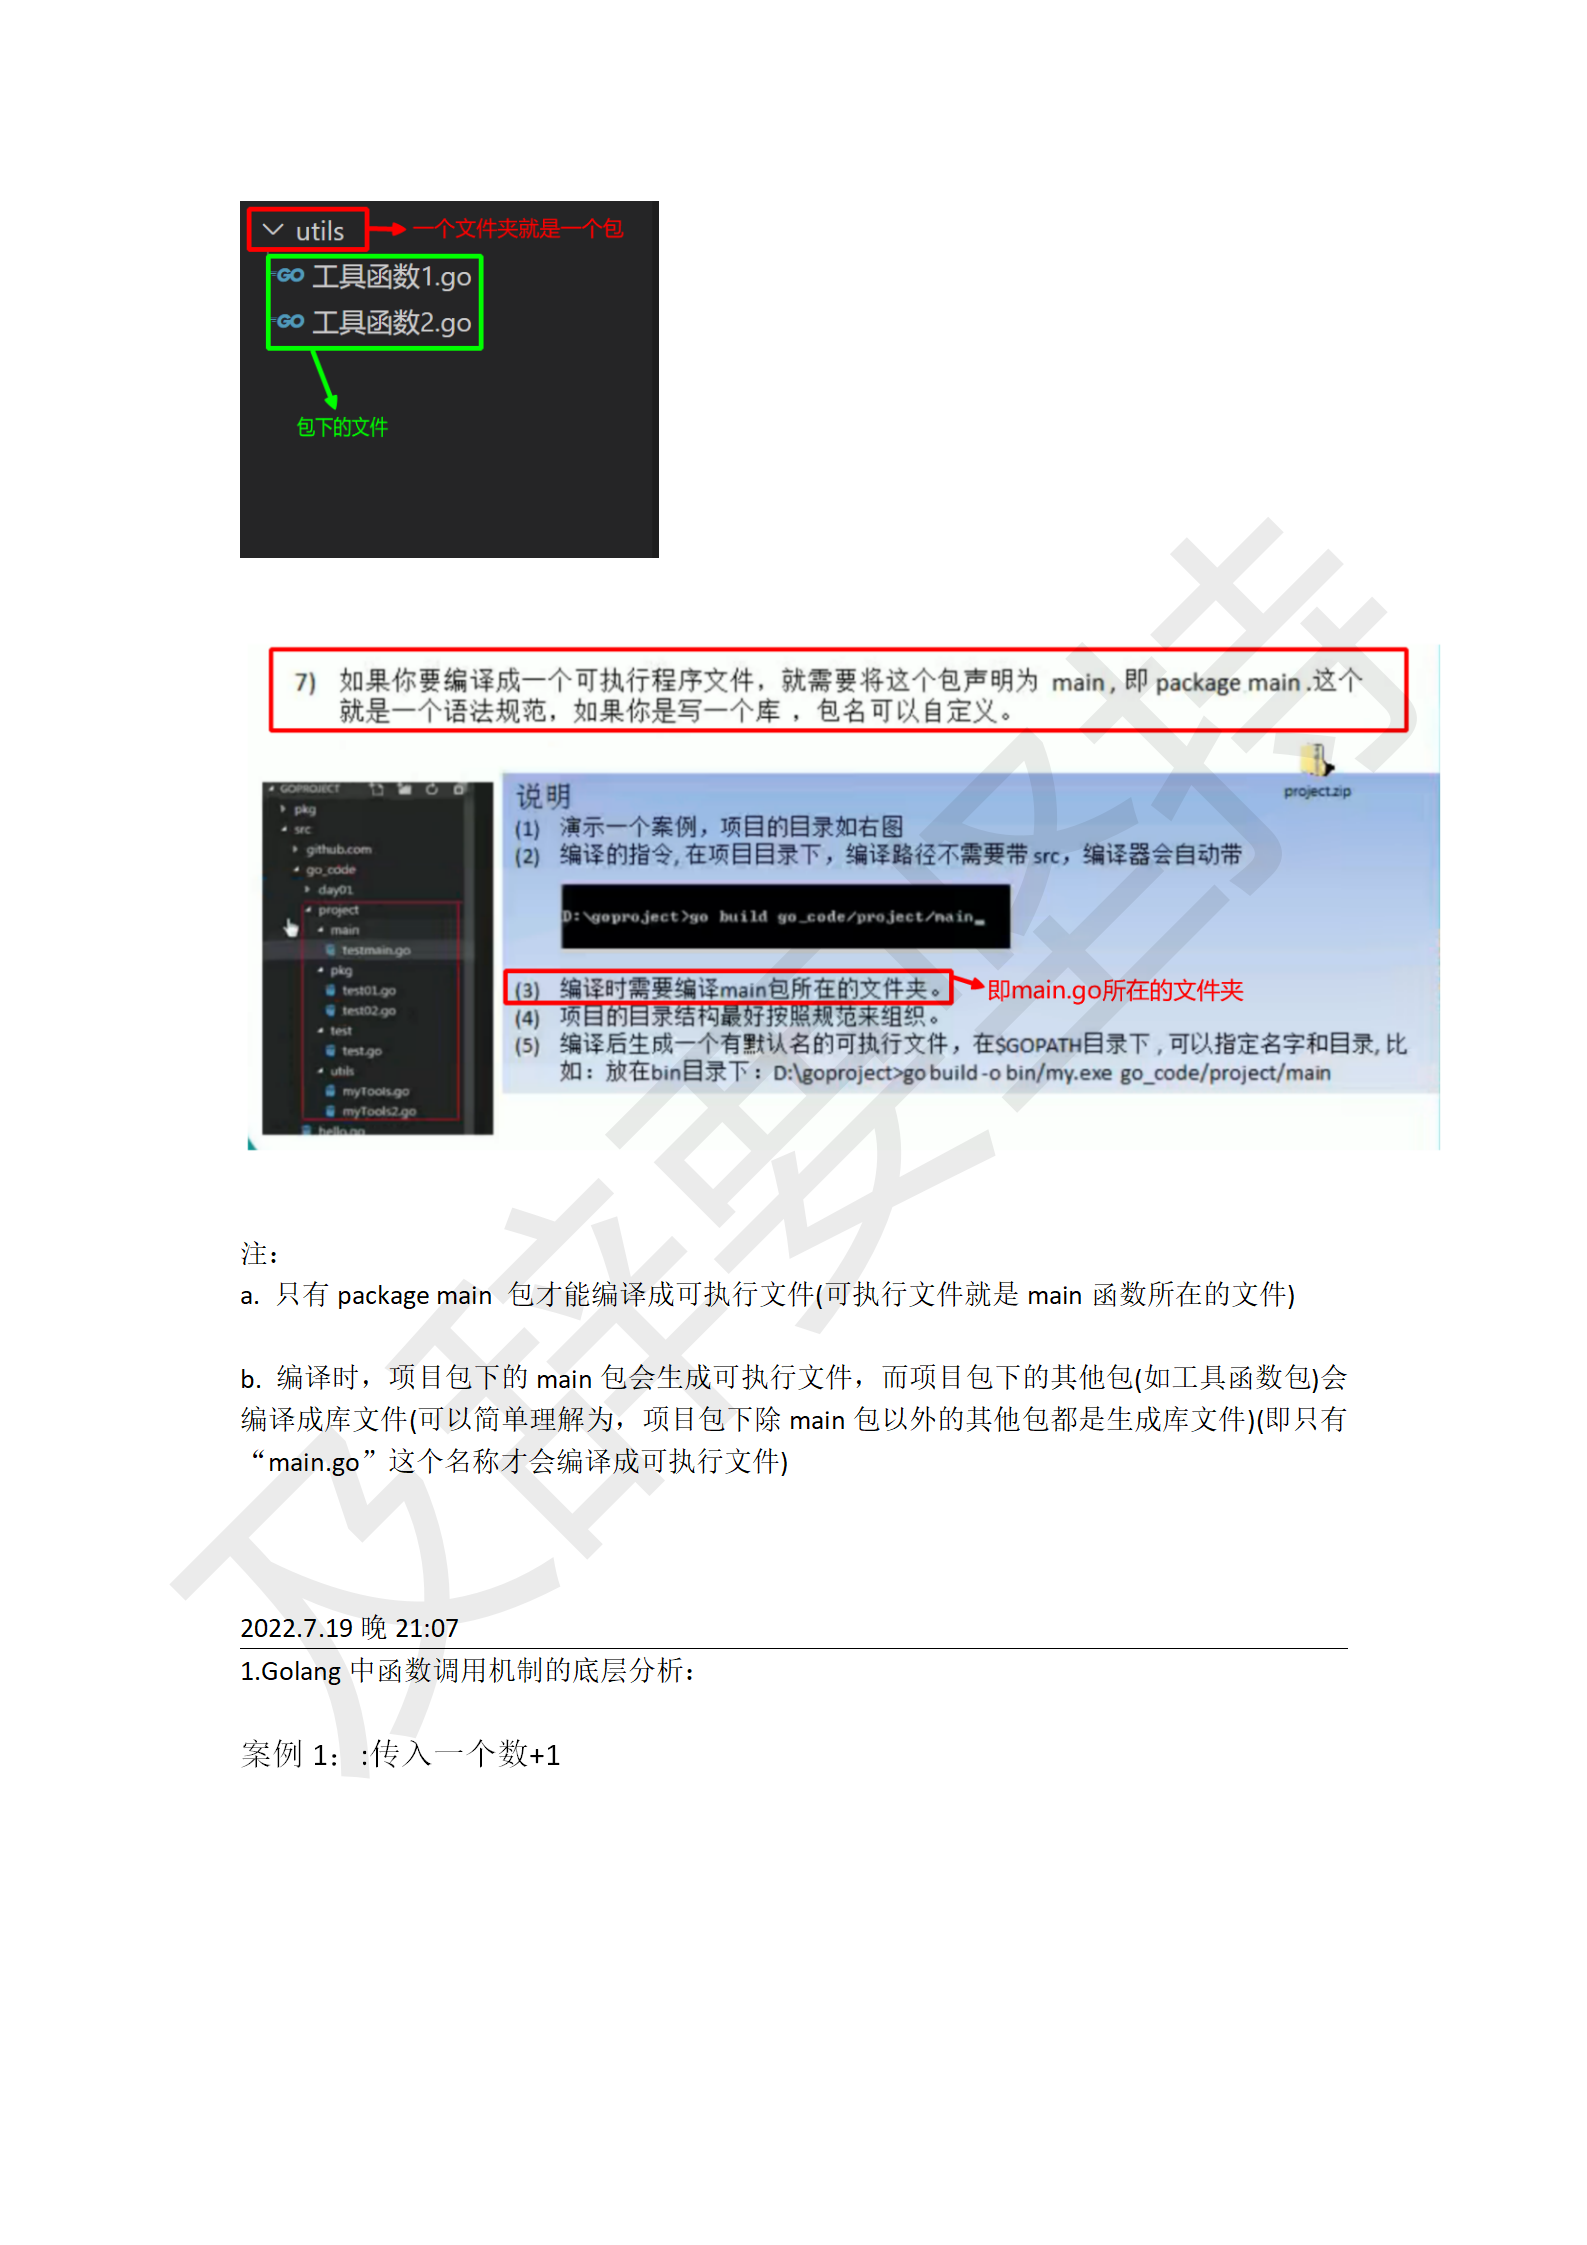 utils
一个文件夹就是一个包
GO 工具函数1.go
GO 工具函数2.go
包下的文件
7) 如果你要编译成一个可执行程序文件，就需要将这个包声明为 main , 即 package main .这个
就是一个语法规范，如果你是写一个库 ，包名可以自定义。
project.zip
GOPROJECT
pkg
src
github.com
go_code
day01
project
main
testmain.go
pkg
test01.go
test02.go
test
test.go
utils
myTools.go
myTools2.go
hello.go
说明
(1) 演示一个案例，项目的目录如右图
(2) 编译的指令, 在项目目录下，编译路径不需要带 src，编译器会自动带
D:\goproject>go build go_code/project/main_
(3) 编译时需要编译main包所在的文件夹。
即main.go所在的文件夹
(4) 项目的目录结构最好按照规范来组织。
(5) 编译后生成一个有默认名的可执行文件，在$GOPATH目录下 , 可以指定名字和目录, 比
如：放在bin目录下：D:\goproject>go build -o bin/my.exe go_code/project/main
注：
a. 只有 package main 包才能编译成可执行文件(可执行文件就是 main 函数所在的文件)
b. 编译时，项目包下的 main 包会生成可执行文件，而项目包下的其他包(如工具函数包)会
编译成库文件(可以简单理解为，项目包下除 main 包以外的其他包都是生成库文件)(即只有
“main.go”这个名称才会编译成可执行文件)
2022.7.19 晚 21:07
1.Golang 中函数调用机制的底层分析：
案例 1：:传入一个数+1
及辞要坚持